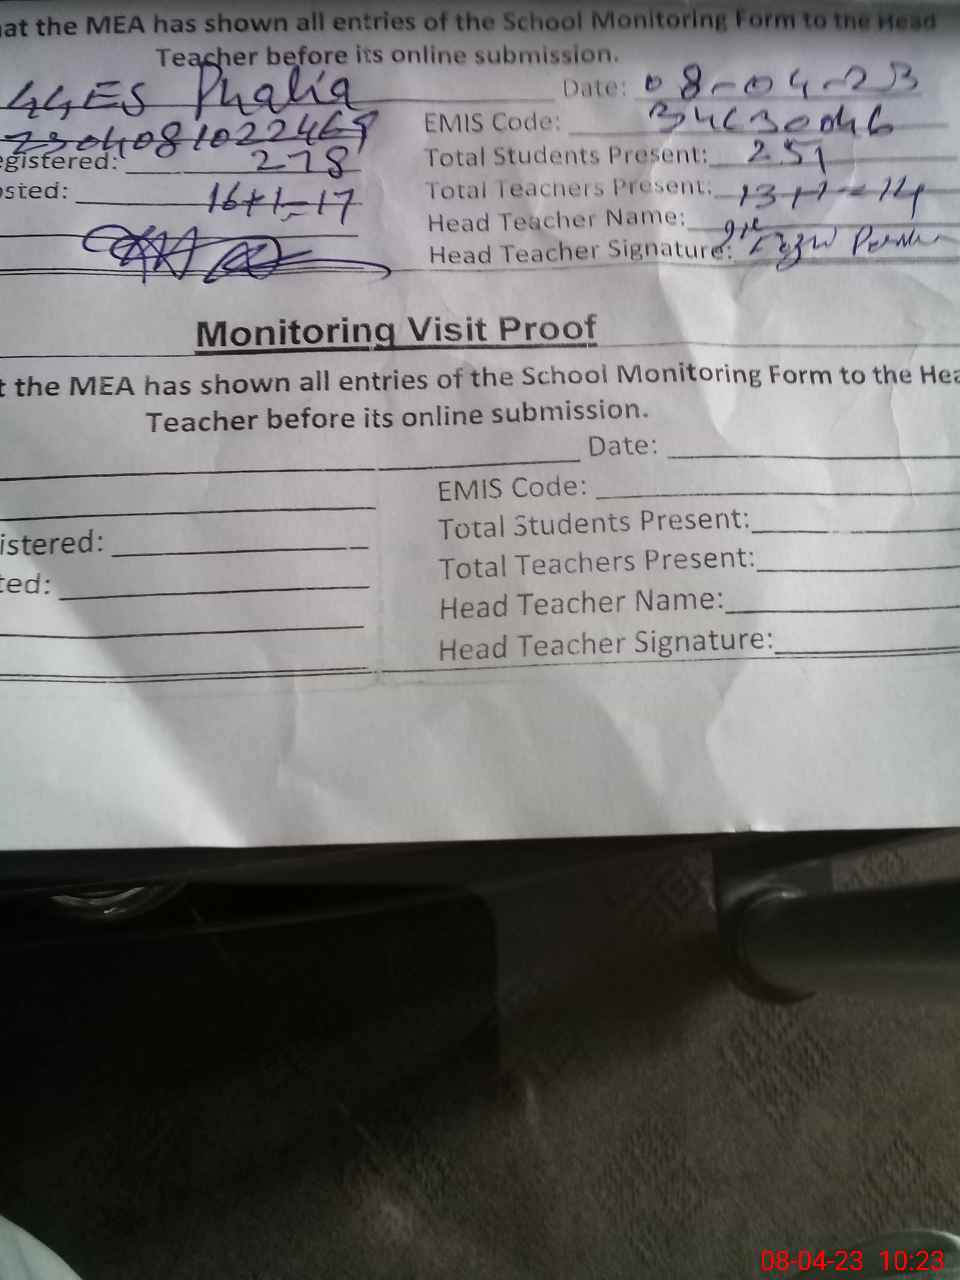 at the MEA has shown all entries of the School Monitoring Form to the Head
Teacher before its online submission.
GGES Phalia Date: 08-04-23
2304081022469 EMIS Code: 34630046
gistered: 278 Total Students Present: 251
sted: 16+1=17 Total Teachers Present: 13+1=14
Head Teacher Name:
Head Teacher Signature:
Monitoring Visit Proof
t the MEA has shown all entries of the School Monitoring Form to the Hea
Teacher before its online submission.
Date:
EMIS Code:
istered: Total Students Present:
ted: Total Teachers Present:
Head Teacher Name:
Head Teacher Signature:
08-04-23 10:23